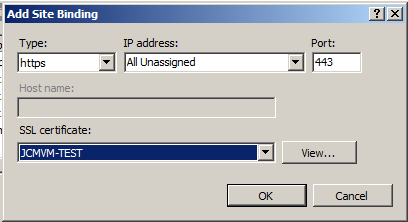 Add Site Binding
Type: IP address: Port:
https All Unassigned 443
Host name:
SSL certificate:
JCMVM-TEST View...
OK Cancel